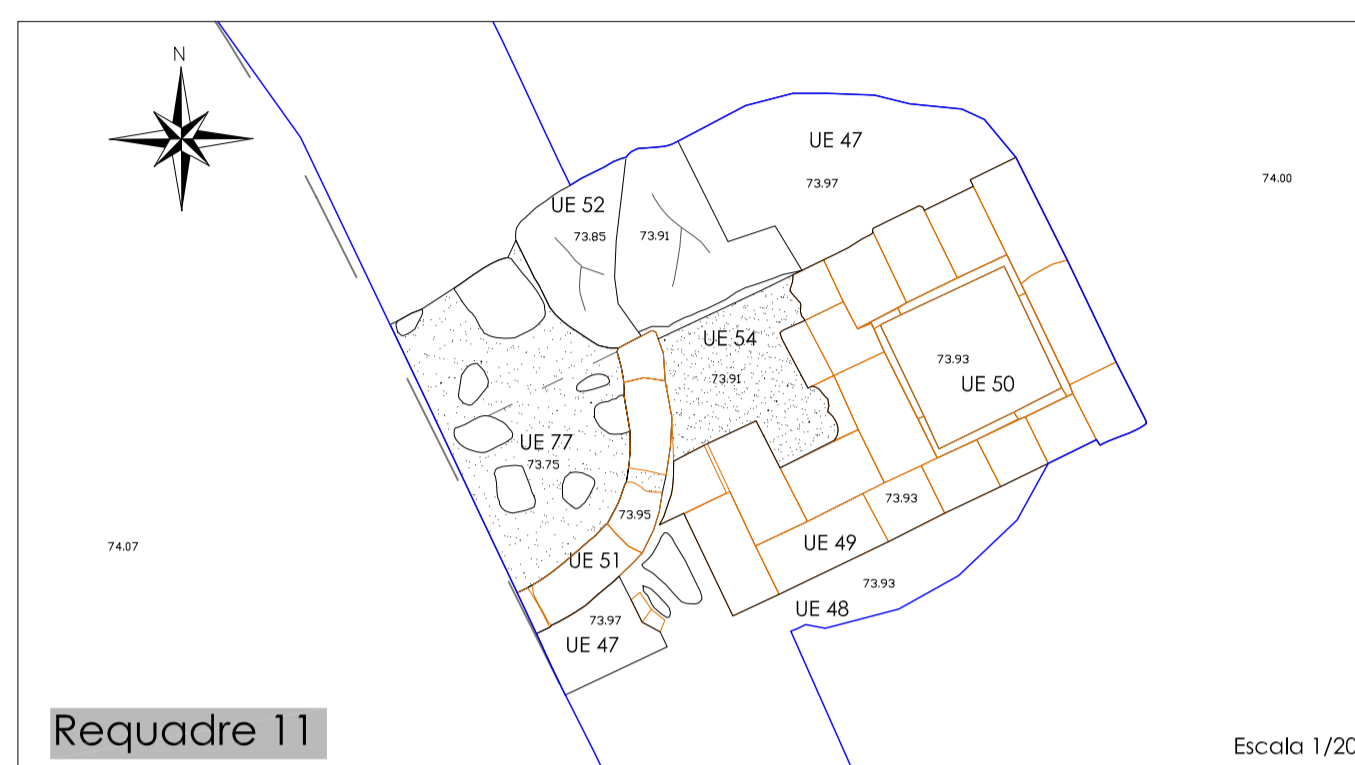 N
UE 47
73.97
74.00
UE 52
73.85
73.91
UE 54
73.91
73.93
UE 50
UE 77
73.75
73.95
73.93
UE 49
74.07
UE 51
73.93
UE 48
73.97
UE 47
Requadre 11
Escala 1/20